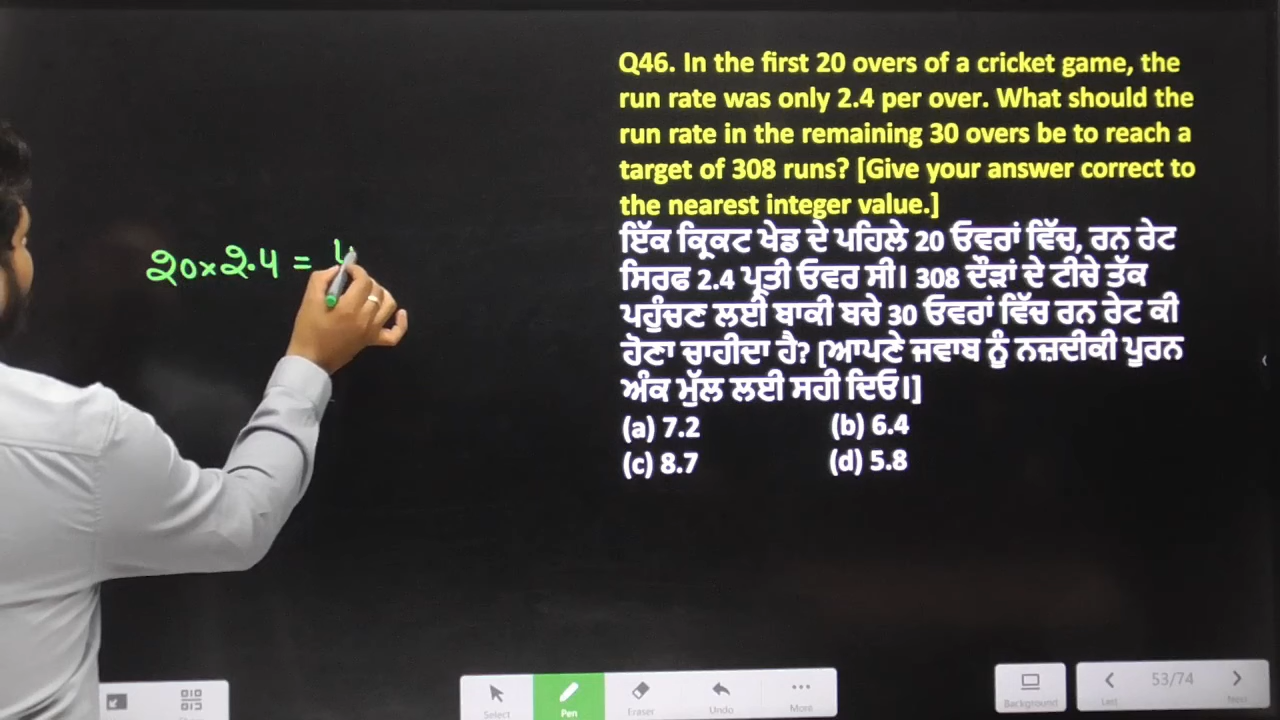 20×2.4 = 4
Q46. In the first 20 overs of a cricket game, the
run rate was only 2.4 per over. What should the
run rate in the remaining 30 overs be to reach a
target of 308 runs? [Give your answer correct to
the nearest integer value.]
ਇੱਕ ਕ੍ਰਿਕਟ ਖੇਡ ਦੇ ਪਹਿਲੇ 20 ਓਵਰਾਂ ਵਿੱਚ, ਰਨ ਰੇਟ
ਸਿਰਫ 2.4 ਪ੍ਰਤੀ ਓਵਰ ਸੀ। 308 ਦੌੜਾਂ ਦੇ ਟੀਚੇ ਤੱਕ
ਪਹੁੰਚਣ ਲਈ ਬਾਕੀ ਬਚੇ 30 ਓਵਰਾਂ ਵਿੱਚ ਰਨ ਰੇਟ ਕੀ
ਹੋਣਾ ਚਾਹੀਦਾ ਹੈ? [ਆਪਣੇ ਜਵਾਬ ਨੂੰ ਨਜ਼ਦੀਕੀ ਪੂਰਨ
ਅੰਕ ਮੁੱਲ ਲਈ ਸਹੀ ਦਿਓ।]
(a) 7.2 (b) 6.4
(c) 8.7 (d) 5.8
Select Pen Eraser Undo More Background Last 53/74 Next